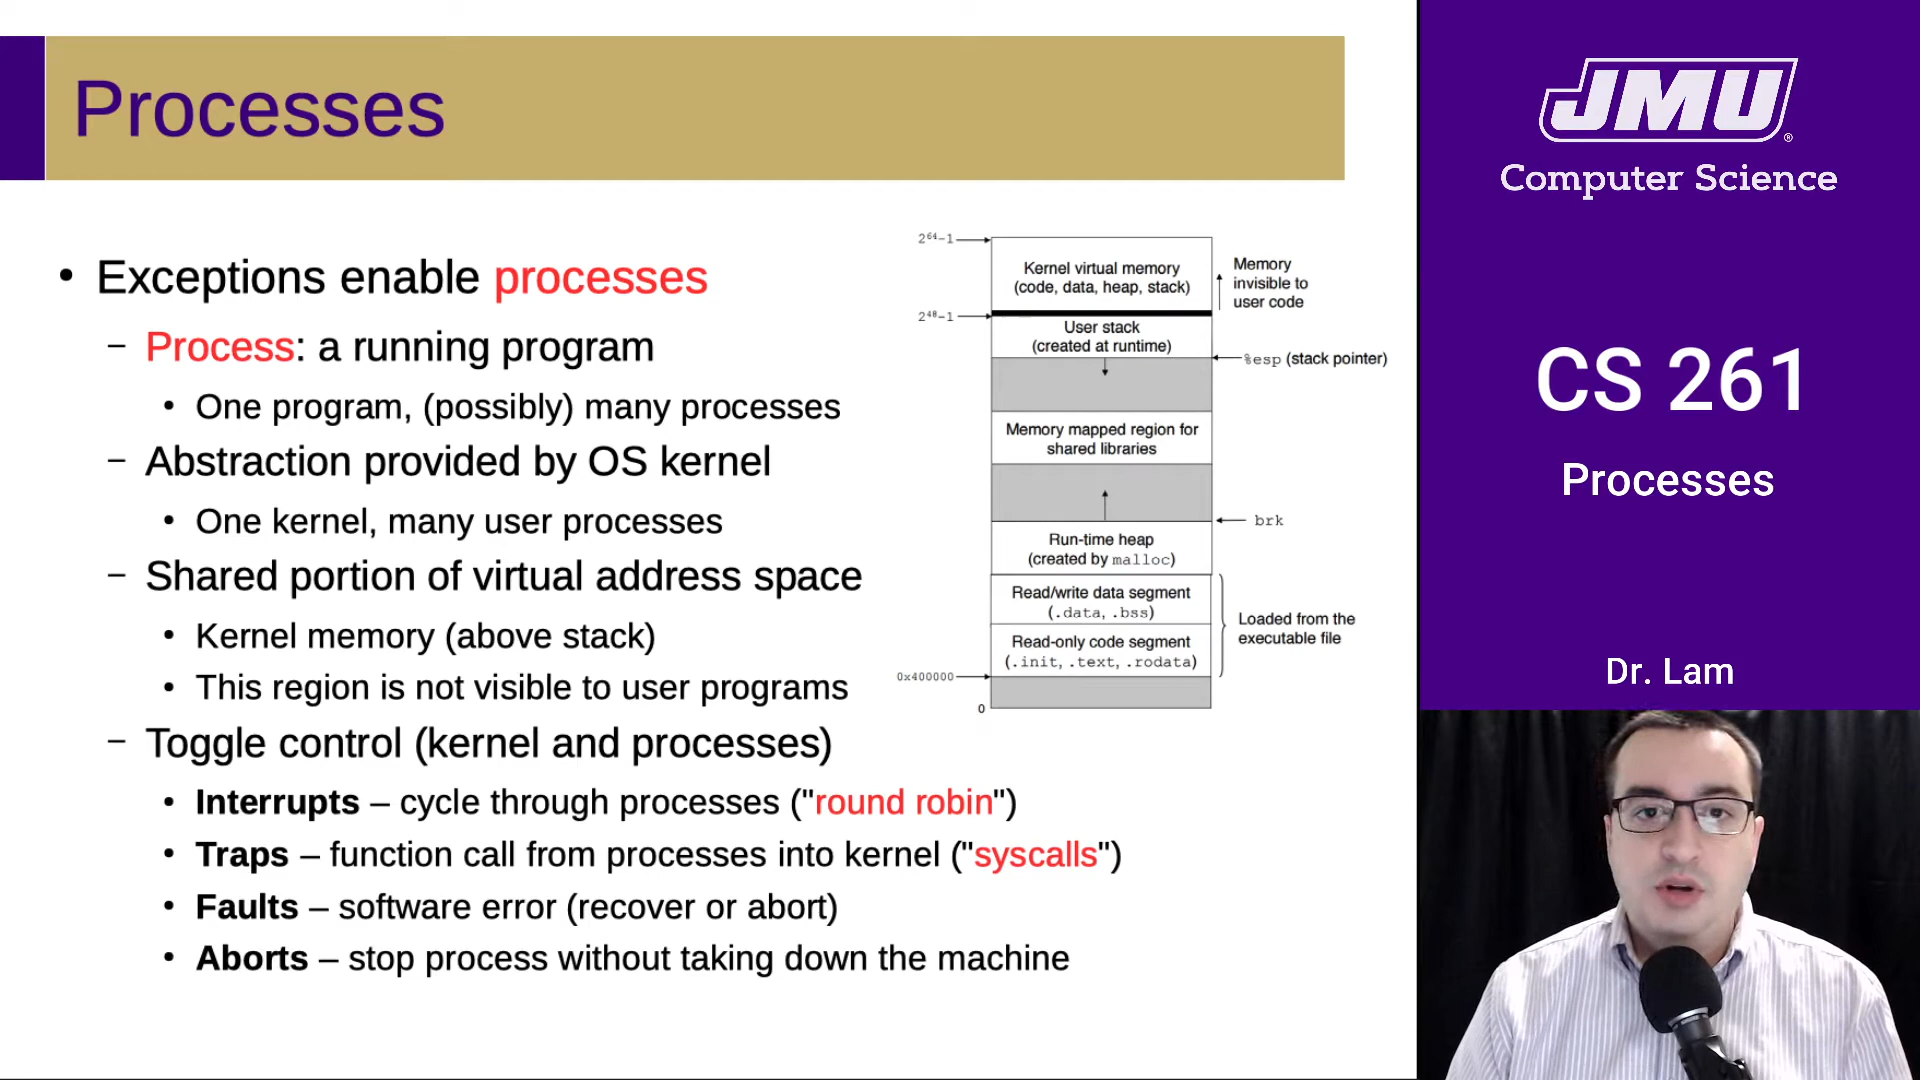 Processes
• Exceptions enable processes
– Process: a running program
• One program, (possibly) many processes
– Abstraction provided by OS kernel
• One kernel, many user processes
– Shared portion of virtual address space
• Kernel memory (above stack)
• This region is not visible to user programs
– Toggle control (kernel and processes)
• Interrupts – cycle through processes ("round robin")
• Traps – function call from processes into kernel ("syscalls")
• Faults – software error (recover or abort)
• Aborts – stop process without taking down the machine
2⁶⁴-1
Kernel virtual memory
(code, data, heap, stack)
Memory
invisible to
user code
2⁴⁸-1
User stack
(created at runtime)
%esp (stack pointer)
Memory mapped region for
shared libraries
brk
Run-time heap
(created by malloc)
Read/write data segment
(.data, .bss)
Read-only code segment
(.init, .text, .rodata)
Loaded from the
executable file
0x400000
0
JMU®
Computer Science
CS 261
Processes
Dr. Lam